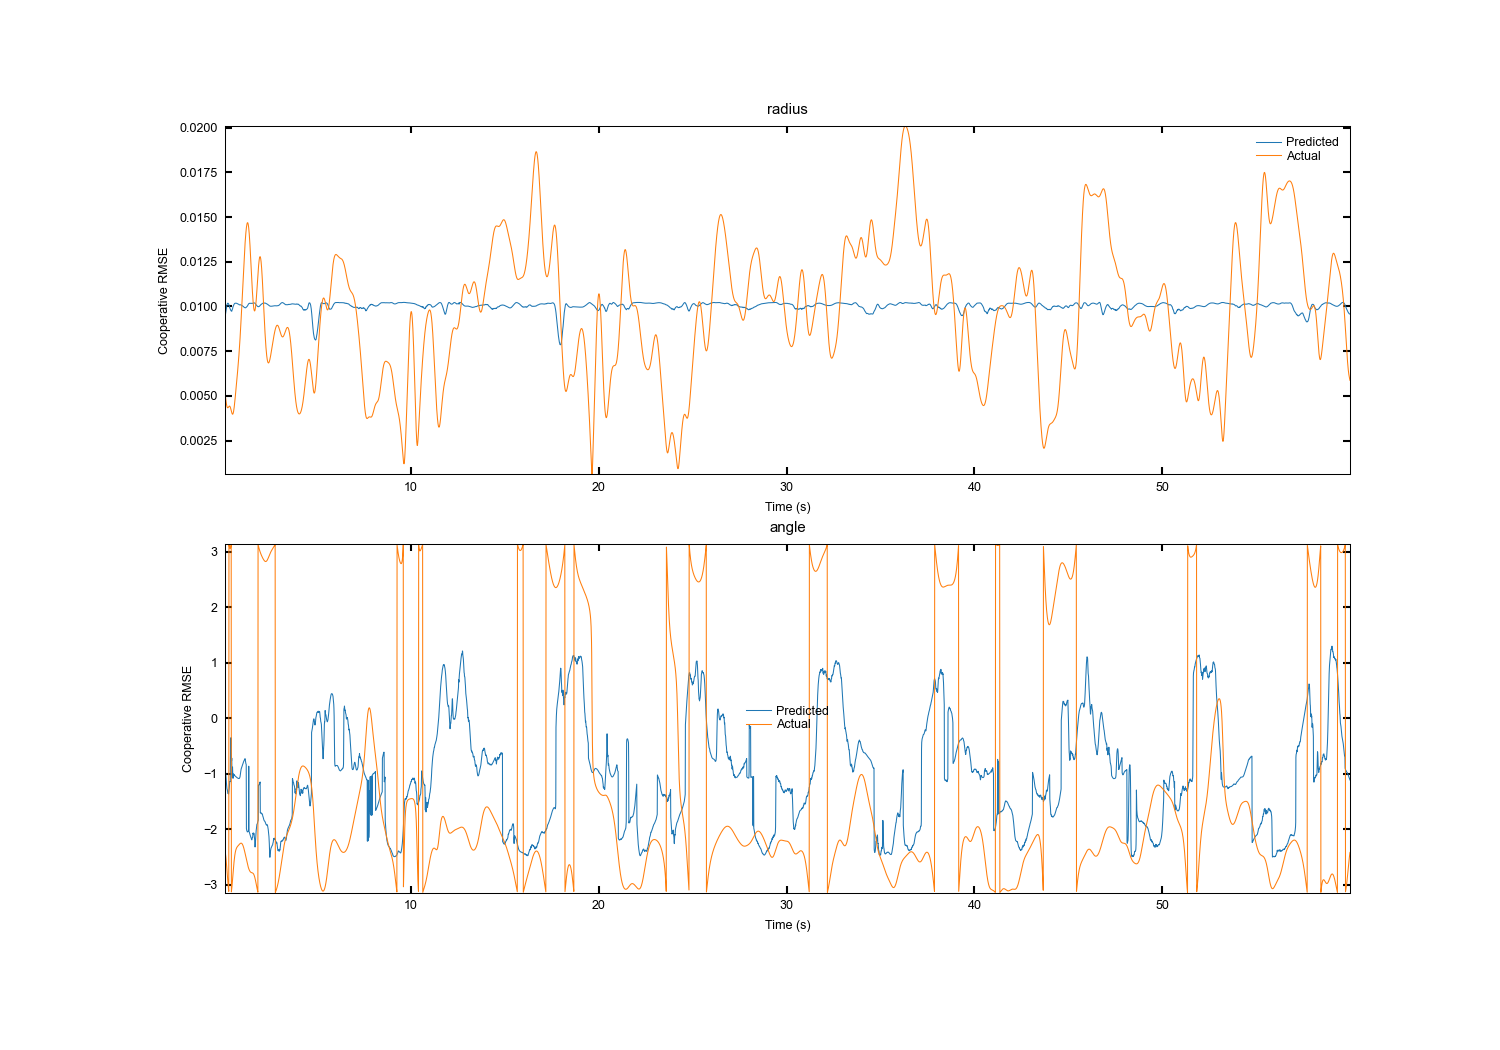 radius
0.0200
0.0175
0.0150
0.0125
0.0100
0.0075
0.0050
0.0025
Cooperative RMSE
Predicted
Actual
10 20 30 40 50
Time (s)
angle
3
2
1
0
−1
−2
−3
Cooperative RMSE
Predicted
Actual
10 20 30 40 50
Time (s)